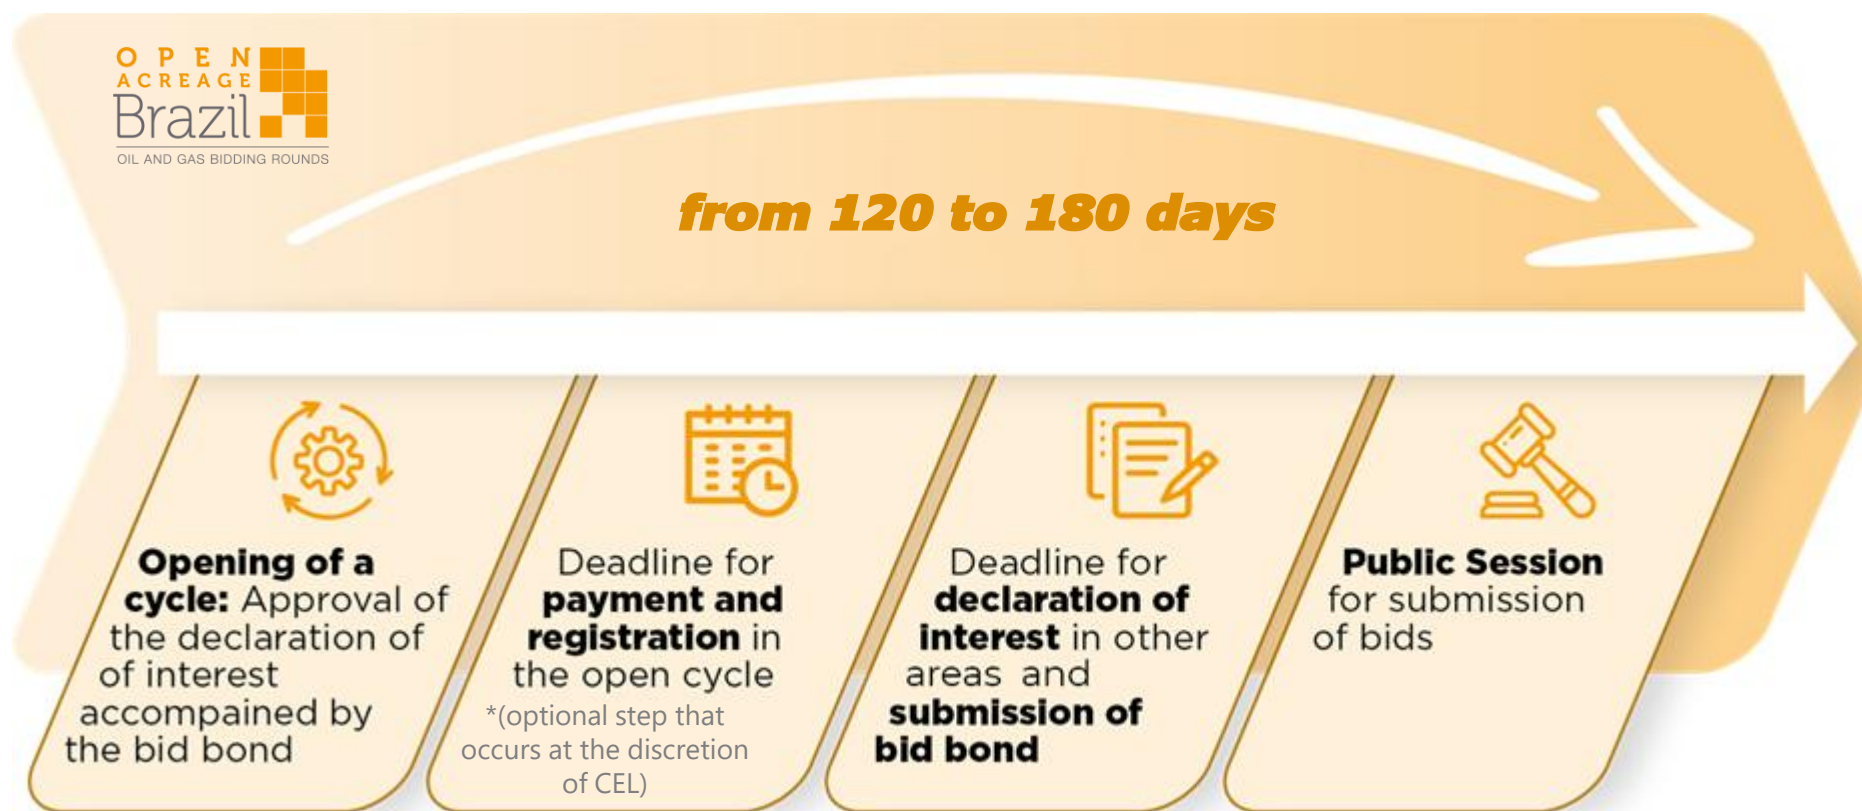 OPEN
ACREAGE
Brazil
OIL AND GAS BIDDING ROUNDS
from 120 to 180 days
Opening of a
cycle: Approval of
the declaration of
of interest
accompained by
the bid bond
Deadline for
payment and
registration in
the open cycle
*(optional step that
occurs at the discretion
of CEL)
Deadline for
declaration of
interest in other
areas and
submission of
bid bond
Public Session
for submission
of bids